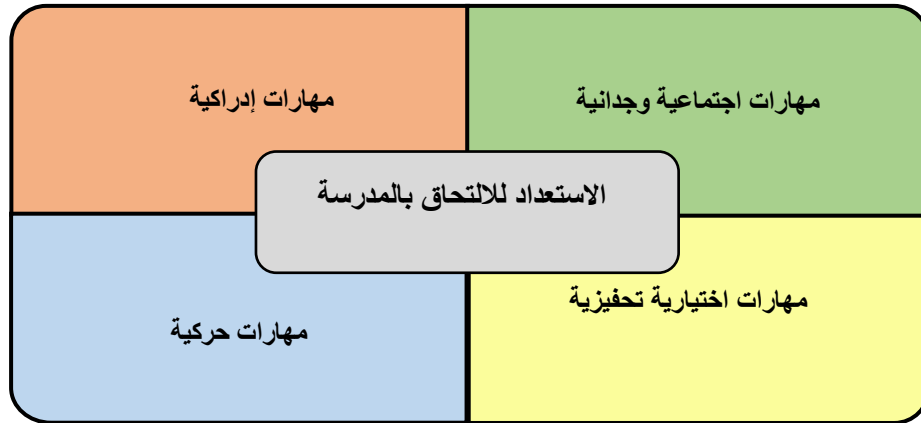 مهارات اجتماعية وجدانية
مهارات إدراكية
الاستعداد للالتحاق بالمدرسة
مهارات اختيارية تحفيزية
مهارات حركية